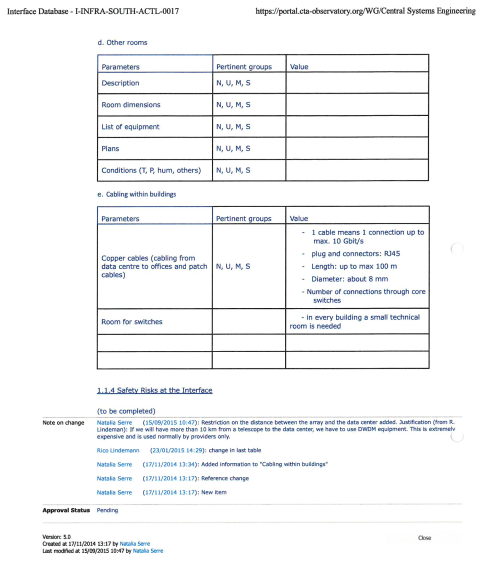 Interface Database - I-INFRA-SOUTH-ACTL-0017 https://portal.cta-observatory.org/WG/Central Systems Engineering
d. Other rooms
Parameters Pertinent groups Value
Description N, U, M, S
Room dimensions N, U, M, S
List of equipment N, U, M, S
Plans N, U, M, S
Conditions (T, P, hum, others) N, U, M, S
e. Cabling within buildings
Parameters Pertinent groups Value
Copper cables (cabling from
data centre to offices and patch
cables)
N, U, M, S
- 1 cable means 1 connection up to
max. 10 Gbit/s
- plug and connectors: RJ45
- Length: up to max 100 m
- Diameter: about 8 mm
- Number of connections through core
switches
Room for switches
- in every building a small technical
room is needed
1.1.4 Safety Risks at the Interface
(to be completed)
Note on change Natalia Serre (15/09/2015 10:47): Restriction on the distance between the array and the data center added. Justification (from R.
Lindeman): If we will have more than 10 km from a telescope to the data center, we have to use DWDM equipment. This is extremely
expensive and is used normally by providers only.
Rico Lindemann (23/01/2015 14:29): change in last table
Natalia Serre (17/11/2014 13:34): Added information to "Cabling within buildings"
Natalia Serre (17/11/2014 13:17): Reference change
Natalia Serre (17/11/2014 13:17): New item
Approval Status Pending
Version: 5.0
Created at 17/11/2014 13:17 by Natalia Serre
Last modified at 15/09/2015 10:47 by Natalia Serre
Close